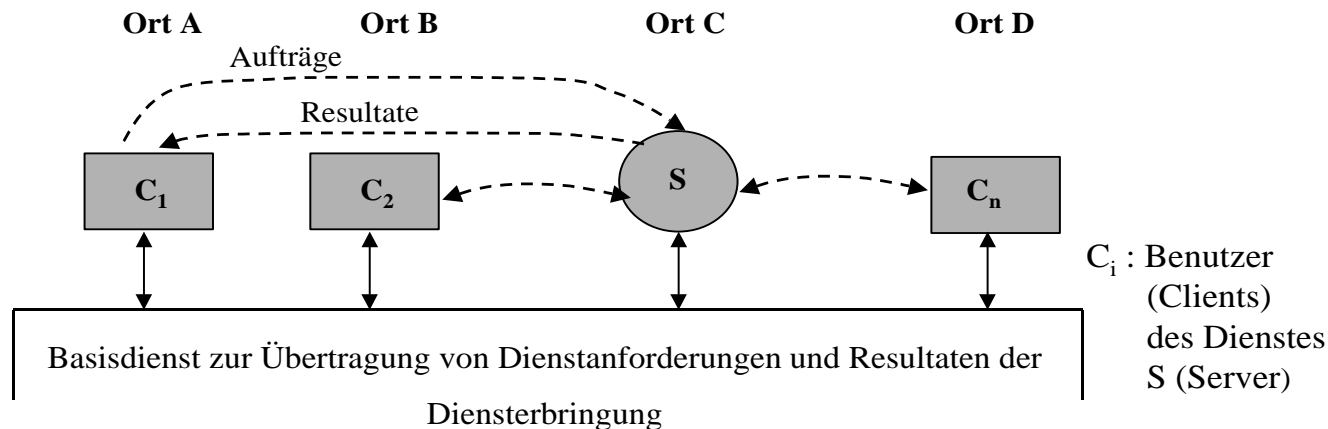 Ort A Ort B Ort C Ort D
Aufträge
Resultate
C1 C2 S Cn
Ci : Benutzer
(Clients)
des Dienstes
S (Server)
Basisdienst zur Übertragung von Dienstanforderungen und Resultaten der
Diensterbringung